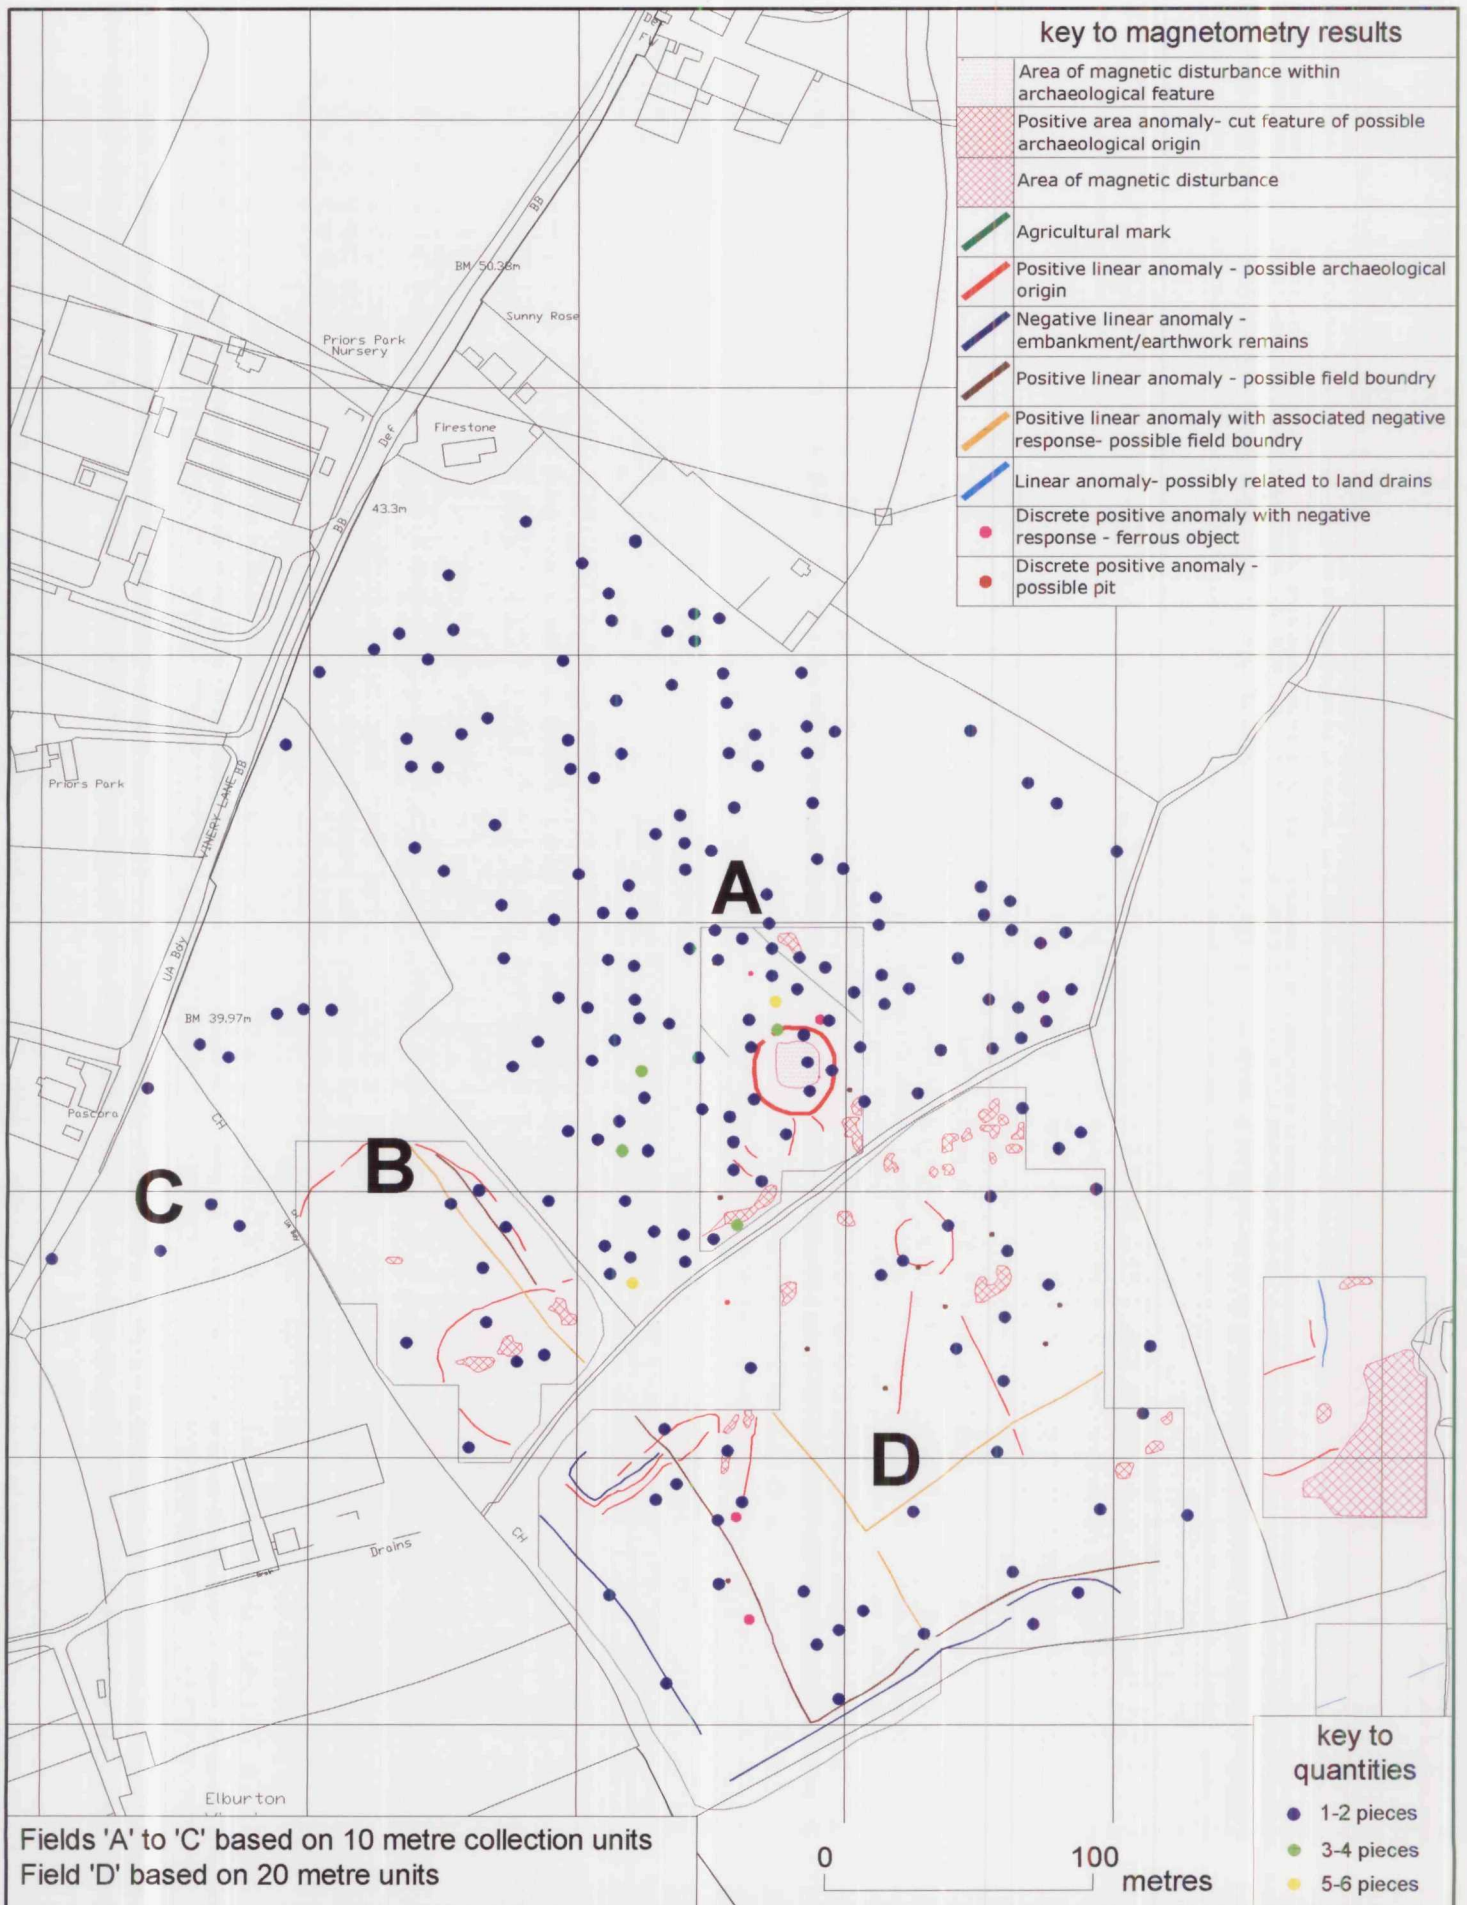 key to magnetometry results
Area of magnetic disturbance within
archaeological feature
Positive area anomaly- cut feature of possible
archaeological origin
Area of magnetic disturbance
Agricultural mark
Positive linear anomaly - possible archaeological
origin
Negative linear anomaly -
embankment/earthwork remains
Positive linear anomaly - possible field boundry
Positive linear anomaly with associated negative
response- possible field boundry
Linear anomaly- possibly related to land drains
Discrete positive anomaly with negative
response - ferrous object
Discrete positive anomaly -
possible pit
BB
BM 50.38m
Sunny Rose
Priors Park
Nursery
Def
Firestone
43.3m
BB
Priors Park
VINERY LANE BB
A
UA Bdy
BM 39.97m
Pascora
CH
B
C
UA Bdy
D
CH
Drains
Elburton
Fields 'A' to 'C' based on 10 metre collection units
Field 'D' based on 20 metre units
0
100
metres
key to
quantities
1-2 pieces
3-4 pieces
5-6 pieces